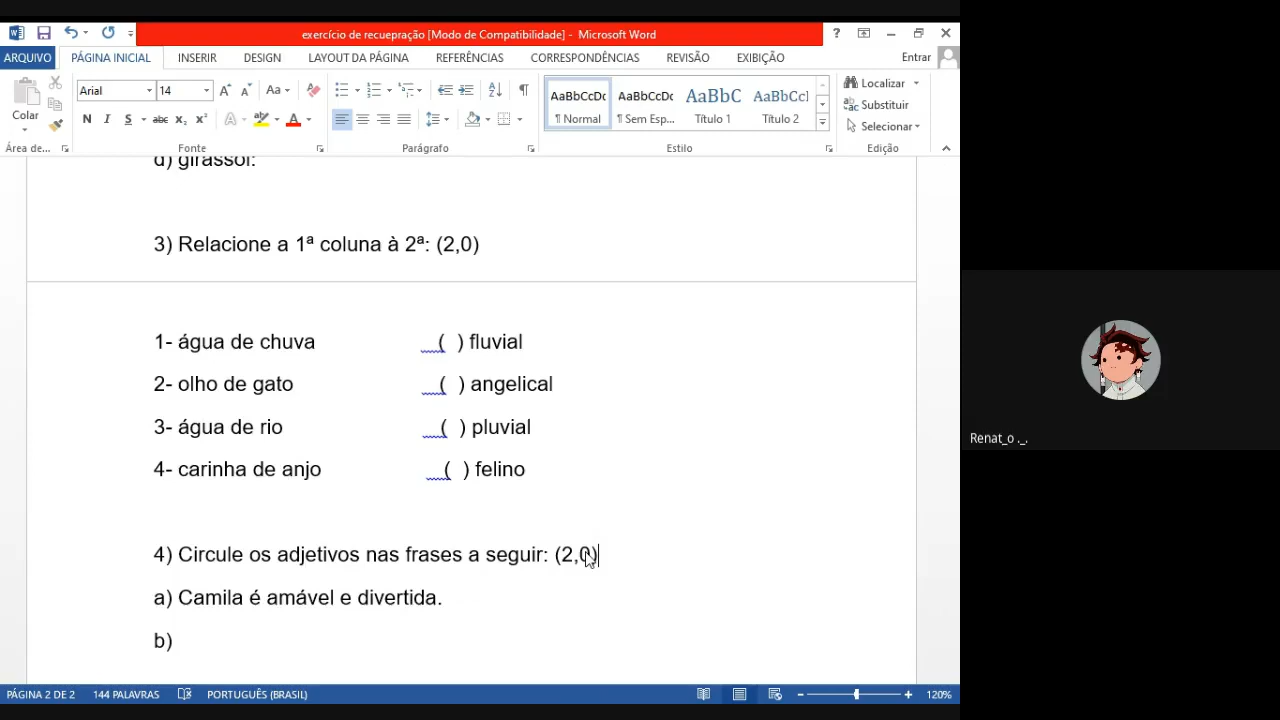 exercício de recuepração [Modo de Compatibilidade] - Microsoft Word
?
ARQUIVO PÁGINA INICIAL INSERIR DESIGN LAYOUT DA PÁGINA REFERÊNCIAS CORRESPONDÊNCIAS REVISÃO EXIBIÇÃO Entrar
Colar
Arial 14
Aa
N I S abc x₂ x²
AaBbCcDc AaBbCcDc AaBbC AaBbCcl
¶ Normal ¶ Sem Esp... Título 1 Título 2
Localizar
Substituir
Selecionar
Área de... Fonte Parágrafo Estilo Edição
d) girassol:
3) Relacione a 1ª coluna à 2ª: (2,0)
1- água de chuva ( ) fluvial
2- olho de gato ( ) angelical
3- água de rio ( ) pluvial
4- carinha de anjo ( ) felino
4) Circule os adjetivos nas frases a seguir: (2,0)
a) Camila é amável e divertida.
b)
PÁGINA 2 DE 2 144 PALAVRAS PORTUGUÊS (BRASIL) 120%
Renat_o ._.